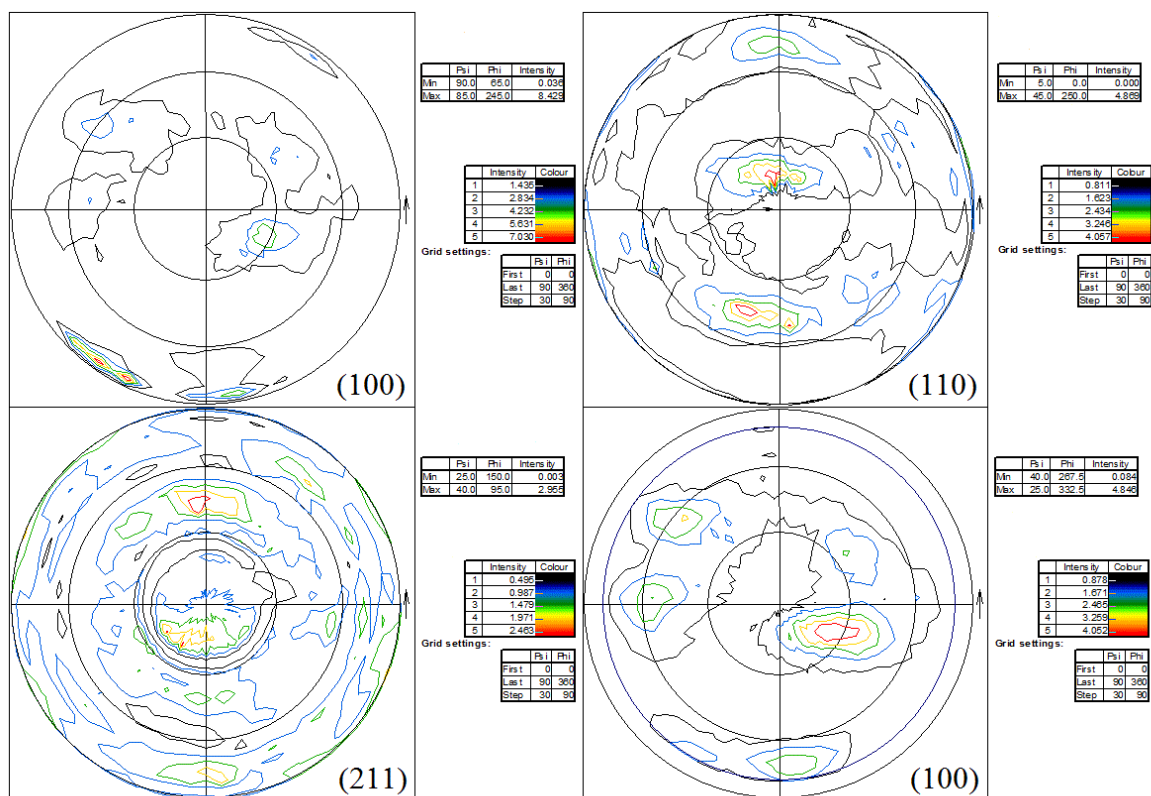 Psi Phi Intensity
Min 90.0 65.0 0.036
Max 85.0 245.0 8.429
Intensity Colour
1 1.435
2 2.834
3 4.232
4 5.631
5 7.030
Grid settings:
Psi Phi
First 0 0
Last 90 360
Step 30 90
(100)
Psi Phi Intensity
Min 5.0 0.0 0.000
Max 45.0 250.0 4.869
Intensity Colour
1 0.811
2 1.623
3 2.434
4 3.246
5 4.057
Grid settings:
Psi Phi
First 0 0
Last 90 360
Step 30 90
(110)
Psi Phi Intensity
Min 25.0 150.0 0.003
Max 40.0 95.0 2.955
Intensity Colour
1 0.495
2 0.987
3 1.479
4 1.971
5 2.463
Grid settings:
Psi Phi
First 0 0
Last 90 360
Step 30 90
(211)
Psi Phi Intensity
Min 40.0 267.5 0.084
Max 25.0 332.5 4.846
Intensity Colour
1 0.878
2 1.671
3 2.465
4 3.259
5 4.052
Grid settings:
Psi Phi
First 0 0
Last 90 360
Step 30 90
(100)